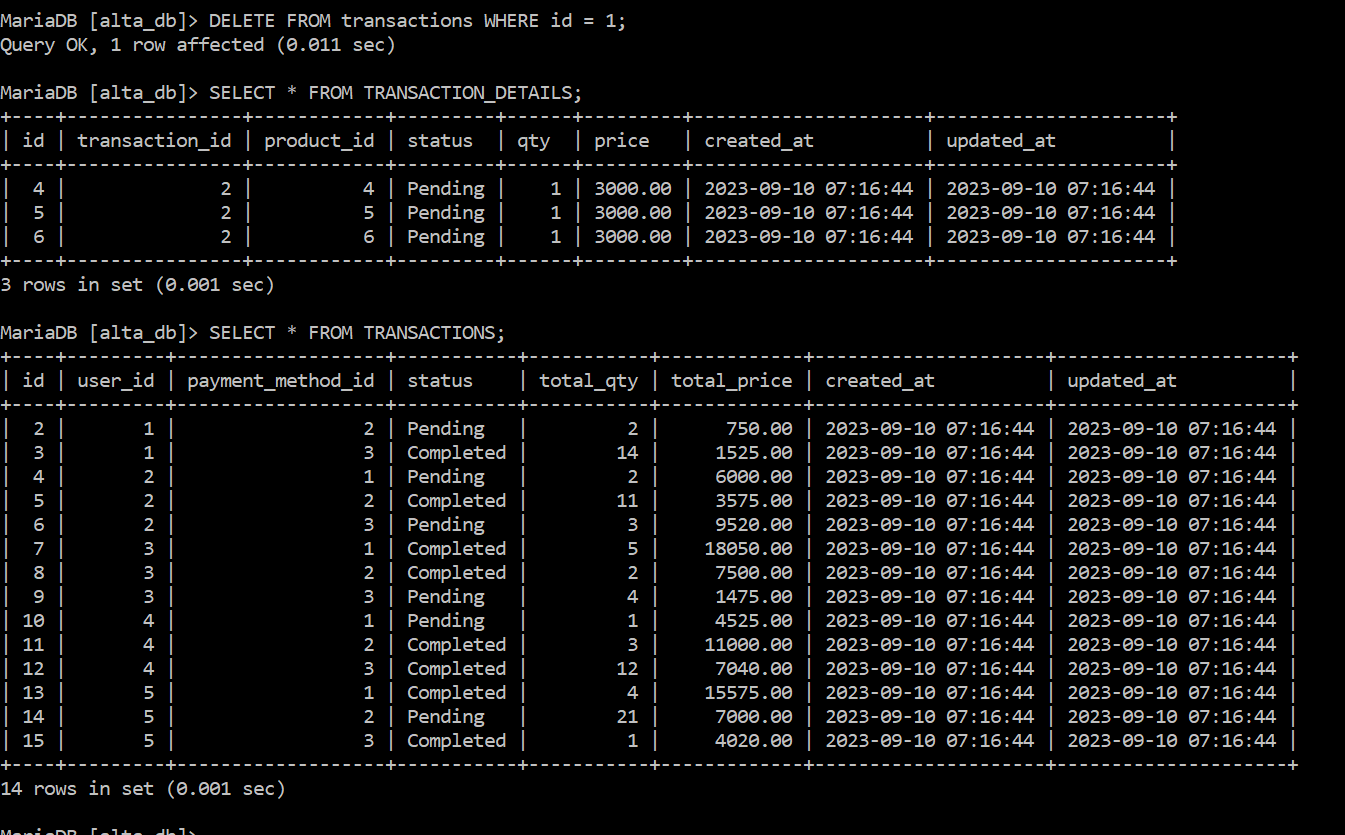 MariaDB [alta_db]> DELETE FROM transactions WHERE id = 1;
Query OK, 1 row affected (0.011 sec)

MariaDB [alta_db]> SELECT * FROM TRANSACTION_DETAILS;
+----+----------------+------------+---------+------+---------+---------------------+---------------------+
| id | transaction_id | product_id | status  | qty  | price   | created_at          | updated_at          |
+----+----------------+------------+---------+------+---------+---------------------+---------------------+
|  4 |              2 |          4 | Pending |    1 | 3000.00 | 2023-09-10 07:16:44 | 2023-09-10 07:16:44 |
|  5 |              2 |          5 | Pending |    1 | 3000.00 | 2023-09-10 07:16:44 | 2023-09-10 07:16:44 |
|  6 |              2 |          6 | Pending |    1 | 3000.00 | 2023-09-10 07:16:44 | 2023-09-10 07:16:44 |
+----+----------------+------------+---------+------+---------+---------------------+---------------------+
3 rows in set (0.001 sec)

MariaDB [alta_db]> SELECT * FROM TRANSACTIONS;
+----+---------+-------------------+-----------+-----------+-------------+---------------------+---------------------+
| id | user_id | payment_method_id | status    | total_qty | total_price | created_at          | updated_at          |
+----+---------+-------------------+-----------+-----------+-------------+---------------------+---------------------+
|  2 |       1 |                 2 | Pending   |         2 |      750.00 | 2023-09-10 07:16:44 | 2023-09-10 07:16:44 |
|  3 |       1 |                 3 | Completed |        14 |     1525.00 | 2023-09-10 07:16:44 | 2023-09-10 07:16:44 |
|  4 |       2 |                 1 | Pending   |         2 |     6000.00 | 2023-09-10 07:16:44 | 2023-09-10 07:16:44 |
|  5 |       2 |                 2 | Completed |        11 |     3575.00 | 2023-09-10 07:16:44 | 2023-09-10 07:16:44 |
|  6 |       2 |                 3 | Pending   |         3 |     9520.00 | 2023-09-10 07:16:44 | 2023-09-10 07:16:44 |
|  7 |       3 |                 1 | Completed |         5 |    18050.00 | 2023-09-10 07:16:44 | 2023-09-10 07:16:44 |
|  8 |       3 |                 2 | Completed |         2 |     7500.00 | 2023-09-10 07:16:44 | 2023-09-10 07:16:44 |
|  9 |       3 |                 3 | Pending   |         4 |     1475.00 | 2023-09-10 07:16:44 | 2023-09-10 07:16:44 |
| 10 |       4 |                 1 | Pending   |         1 |     4525.00 | 2023-09-10 07:16:44 | 2023-09-10 07:16:44 |
| 11 |       4 |                 2 | Completed |         3 |    11000.00 | 2023-09-10 07:16:44 | 2023-09-10 07:16:44 |
| 12 |       4 |                 3 | Completed |        12 |     7040.00 | 2023-09-10 07:16:44 | 2023-09-10 07:16:44 |
| 13 |       5 |                 1 | Completed |         4 |    15575.00 | 2023-09-10 07:16:44 | 2023-09-10 07:16:44 |
| 14 |       5 |                 2 | Pending   |        21 |     7000.00 | 2023-09-10 07:16:44 | 2023-09-10 07:16:44 |
| 15 |       5 |                 3 | Completed |         1 |     4020.00 | 2023-09-10 07:16:44 | 2023-09-10 07:16:44 |
+----+---------+-------------------+-----------+-----------+-------------+---------------------+---------------------+
14 rows in set (0.001 sec)

MariaDB [alta_db]>